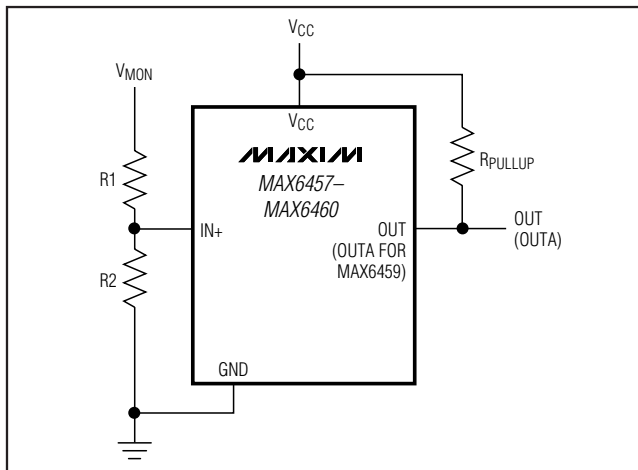 VCC
VMON
VCC
MAXIM
MAX6457–
MAX6460
R1
RPULLUP
IN+
OUT
(OUTA FOR
MAX6459)
OUT
(OUTA)
R2
GND